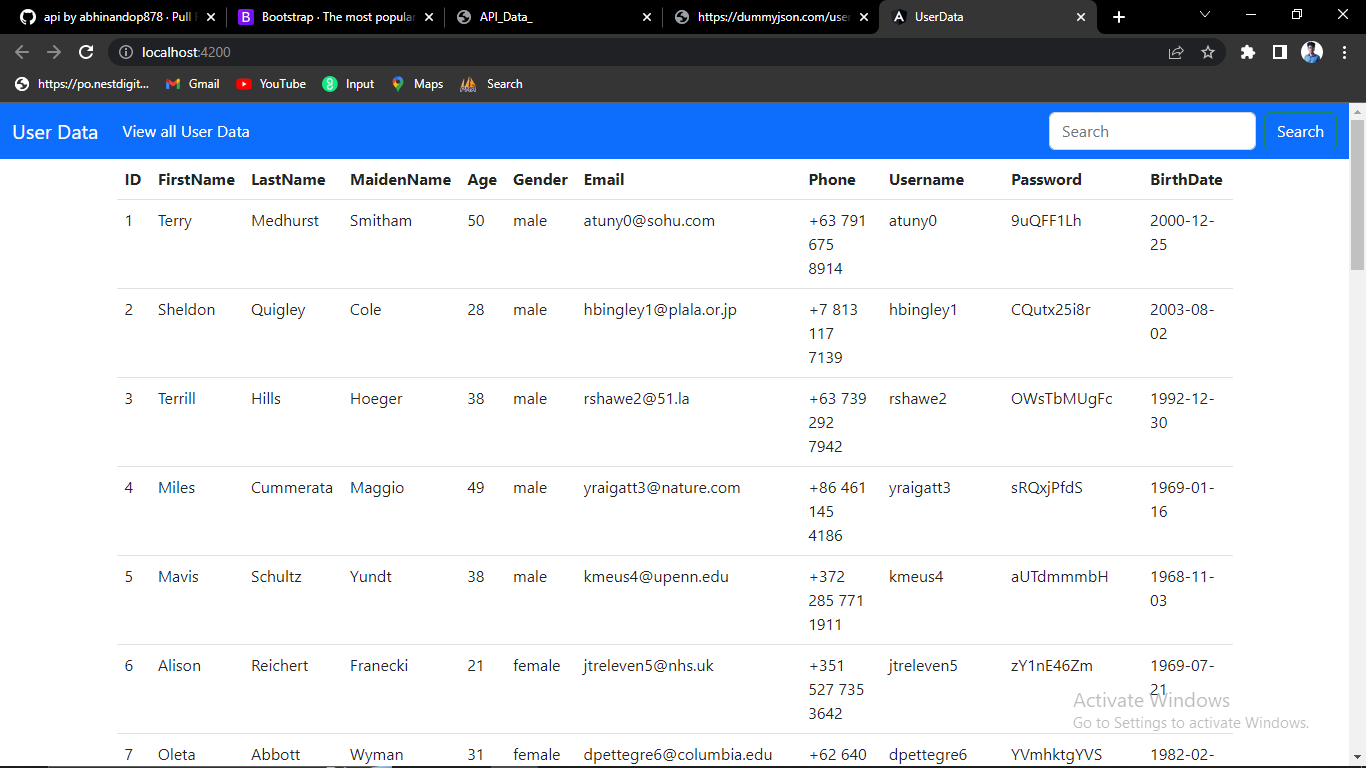 api by abhinandop878 · Pull
Bootstrap · The most popular
API_Data_
https://dummyjson.com/user
UserData
localhost:4200
https://po.nestdigit...
Gmail
YouTube
Input
Maps
Search
User Data View all User Data Search Search
ID FirstName LastName MaidenName Age Gender Email Phone Username Password BirthDate
1 Terry Medhurst Smitham 50 male atuny0@sohu.com +63 791 atuny0 9uQFF1Lh 2000-12-
675 25
8914
2 Sheldon Quigley Cole 28 male hbingley1@plala.or.jp +7 813 hbingley1 CQutx25i8r 2003-08-
117 02
7139
3 Terrill Hills Hoeger 38 male rshawe2@51.la +63 739 rshawe2 OWsTbMUgFc 1992-12-
292 30
7942
4 Miles Cummerata Maggio 49 male yraigatt3@nature.com +86 461 yraigatt3 sRQxjPfdS 1969-01-
145 16
4186
5 Mavis Schultz Yundt 38 male kmeus4@upenn.edu +372 kmeus4 aUTdmmmbH 1968-11-
285 771 03
1911
6 Alison Reichert Franecki 21 female jtreleven5@nhs.uk +351 jtreleven5 zY1nE46Zm 1969-07-
527 735 21
3642
Activate Windows
Go to Settings to activate Windows.
7 Oleta Abbott Wyman 31 female dpettegre6@columbia.edu +62 640 dpettegre6 YVmhktgYVS 1982-02-